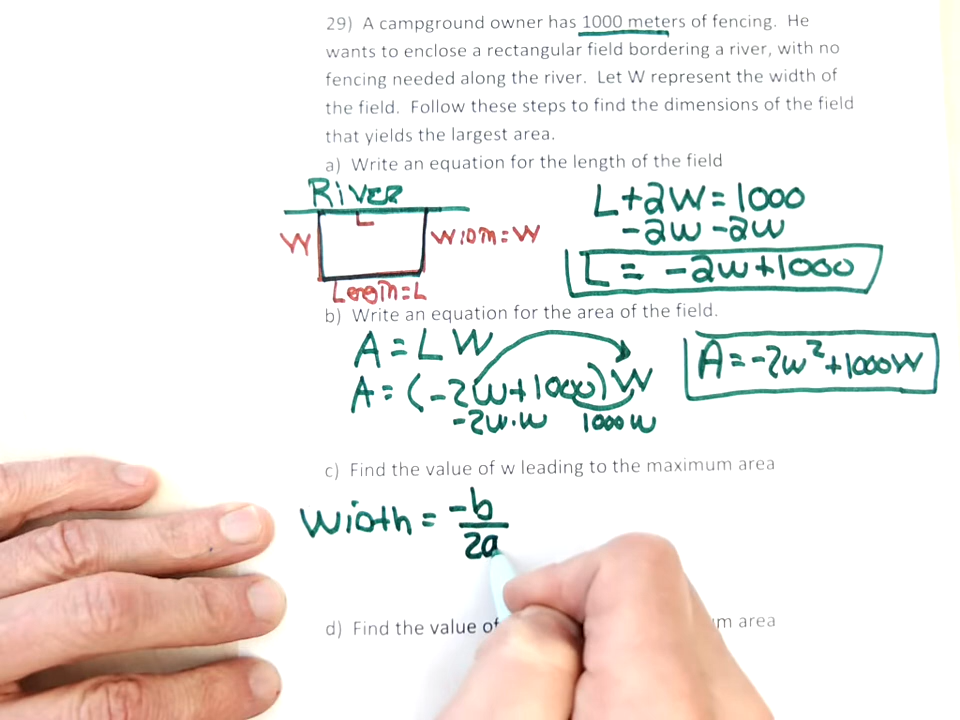 29) A campground owner has 1000 meters of fencing. He
wants to enclose a rectangular field bordering a river, with no
fencing needed along the river. Let W represent the width of
the field. Follow these steps to find the dimensions of the field
that yields the largest area.
a) Write an equation for the length of the field
RIVER
L
W
WIDTH=W
Length=L
L+2W=1000
-2W -2W
L = -2W+1000
b) Write an equation for the area of the field.
A=LW
A=(-2W+1000)W
-2W·W 1000W
A=-2W²+1000W
c) Find the value of w leading to the maximum area
Width = -b/2a
d) Find the value of
m area